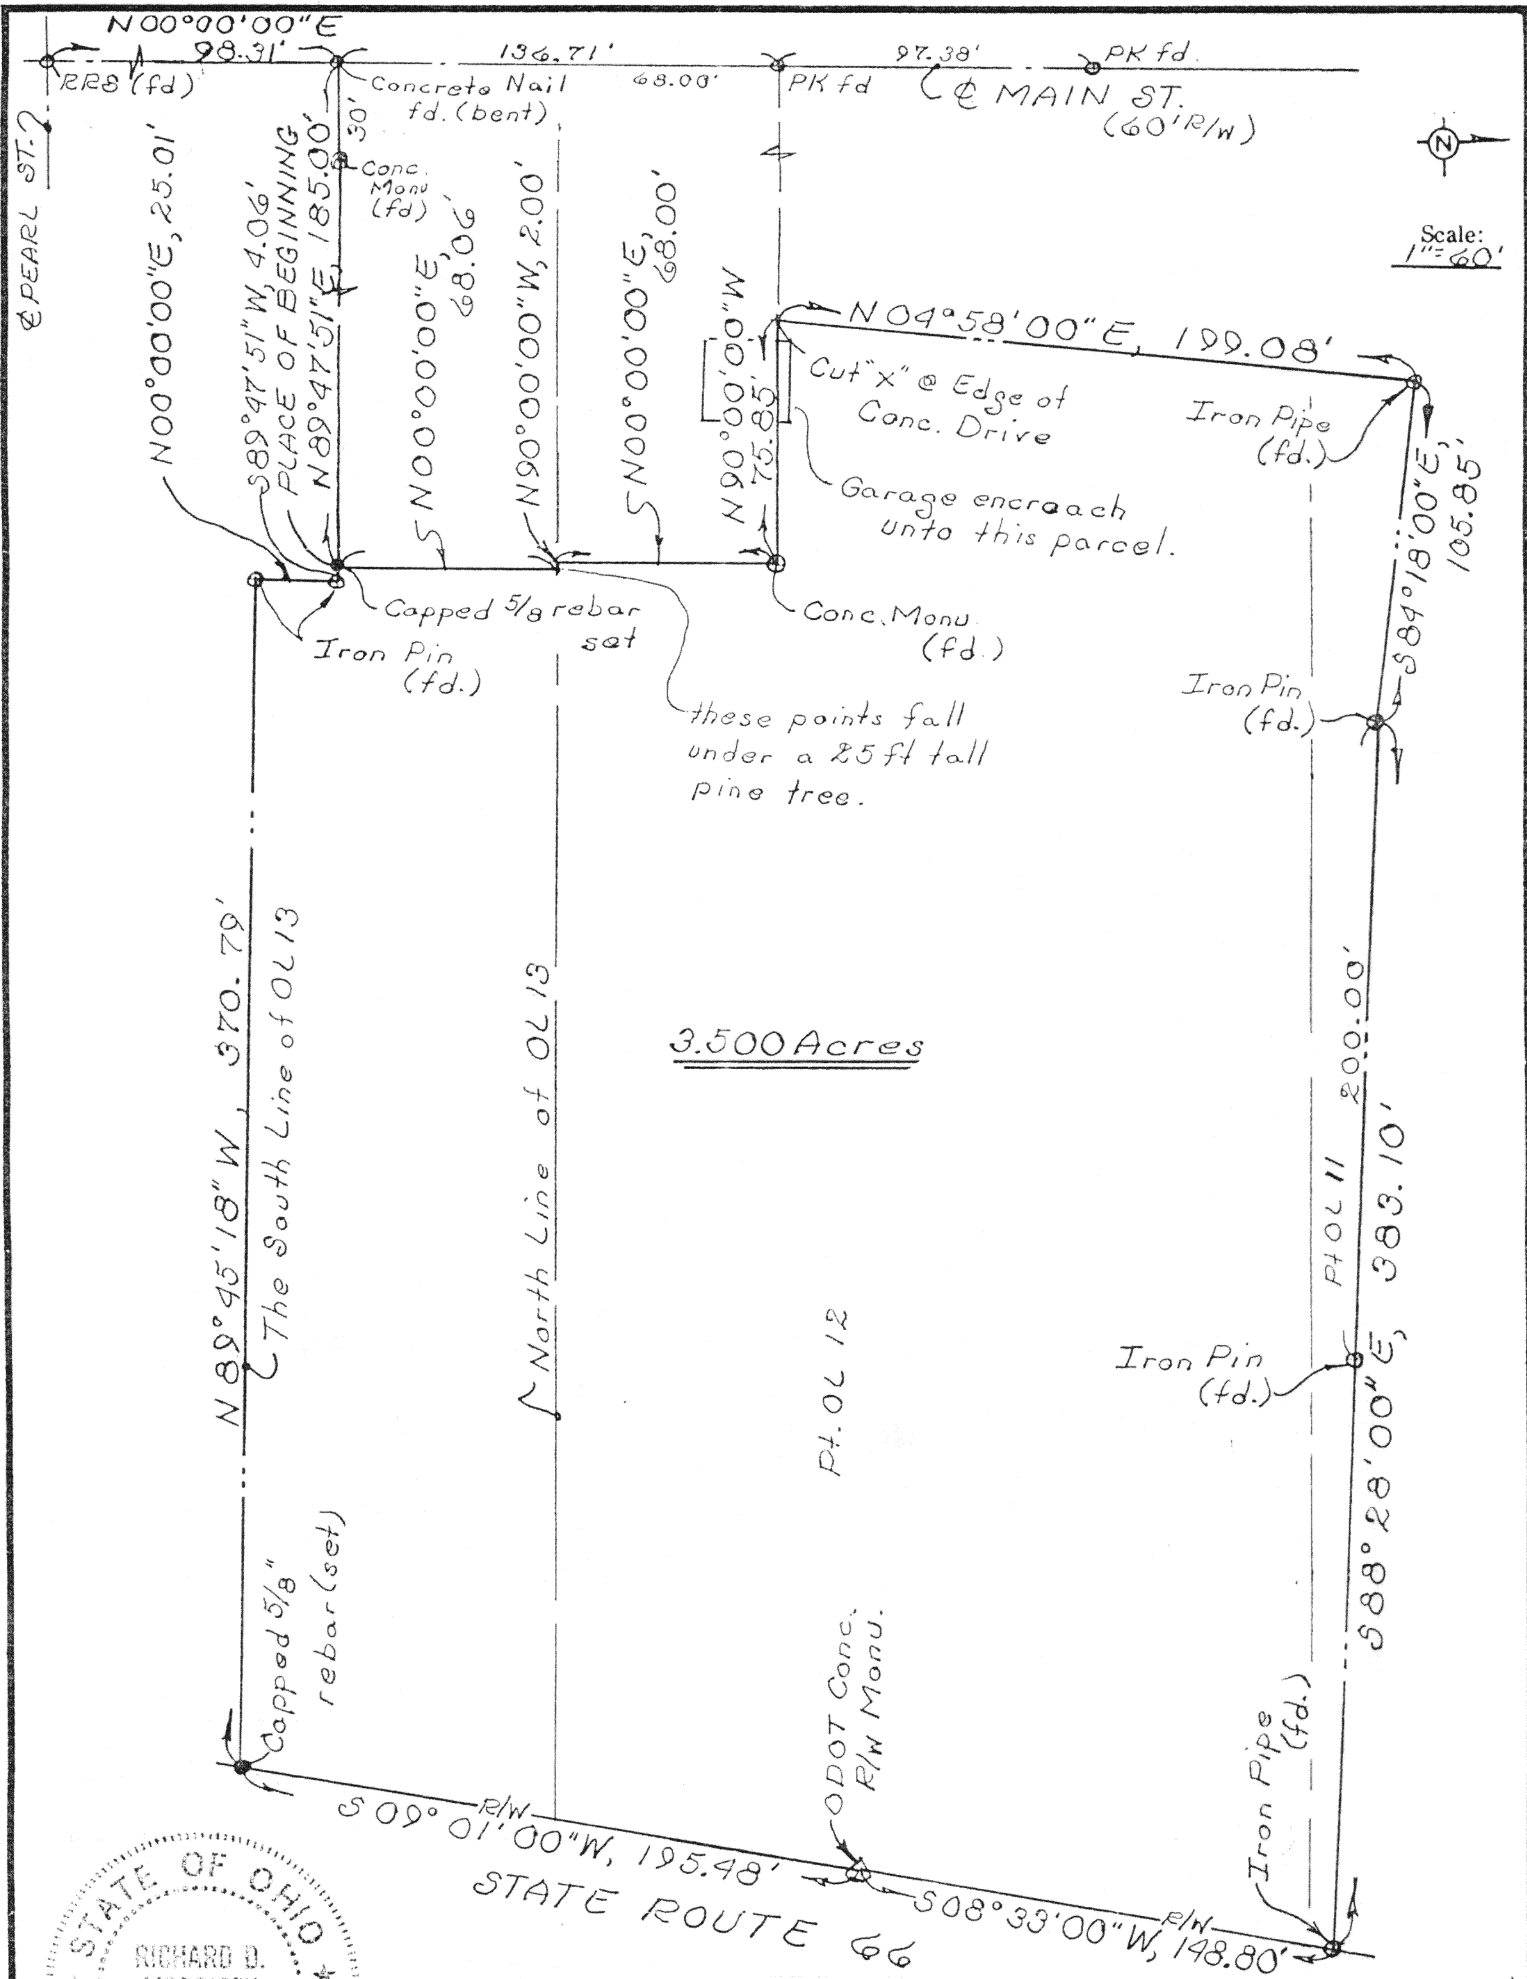 N00°00'00"E
98.31'
136.71'
68.00'
97.38'
PK fd.
RRS (fd)
Concrete Nail
fd. (bent)
PK fd
℄ MAIN ST.
(60' R/W)
℄ PEARL ST.?
N
Scale:
1"=60'
N00°00'00"E, 25.01'
S89°47'51"W, 4.06'
PLACE OF BEGINNING
N89°47'51"E, 185.00'
30'
Conc.
Monu
(fd)
N00°00'00"E,
68.06'
N90°00'00"W, 2.00'
N00°00'00"E,
68.00'
N90°00'00"W
75.85'
N 04°58'00"E, 199.08'
Cut "x" @ Edge of
Conc. Drive
Iron Pipe
(fd.)
S84°18'00"E,
105.85'
Garage encroach
unto this parcel.
Capped 5/8 rebar
set
Iron Pin
(fd.)
Conc. Monu.
(fd.)
these points fall
under a 25 ft tall
pine tree.
Iron Pin
(fd.)
N 89°45'18" W, 370.79'
The South Line of OL 13
North Line of OL 13
3.500 Acres
200.00'
Pt OL 11
S88°28'00"E, 383.10'
Pt. OL 12
Iron Pin
(fd.)
Capped 5/8"
rebar (set)
ODOT Conc.
R/W Monu.
Iron Pipe
(fd.)
R/W
S 09° 01'00"W, 195.48'
STATE ROUTE 66
R/W
S08°33'00"W, 148.80'
STATE OF OHIO
RICHARD D.